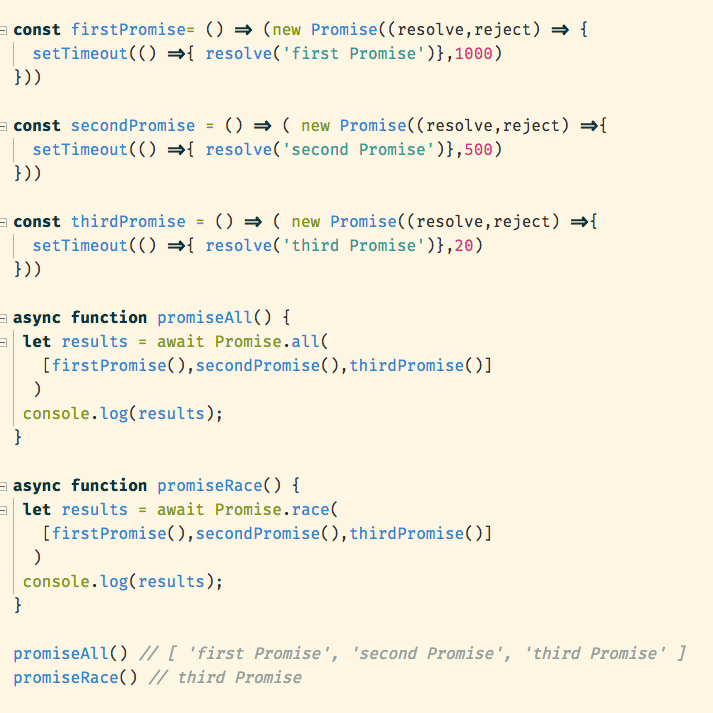 const firstPromise= () => (new Promise((resolve,reject) => {
  setTimeout(() =>{ resolve('first Promise')},1000)
}))
const secondPromise = () => ( new Promise((resolve,reject) =>{
  setTimeout(() =>{ resolve('second Promise')},500)
}))
const thirdPromise = () => ( new Promise((resolve,reject) =>{
  setTimeout(() =>{ resolve('third Promise')},20)
}))
async function promiseAll() {
 let results = await Promise.all(
   [firstPromise(),secondPromise(),thirdPromise()]
  )
 console.log(results);
}
async function promiseRace() {
 let results = await Promise.race(
   [firstPromise(),secondPromise(),thirdPromise()]
  )
 console.log(results);
}
promiseAll() // [ 'first Promise', 'second Promise', 'third Promise' ]
promiseRace() // third Promise